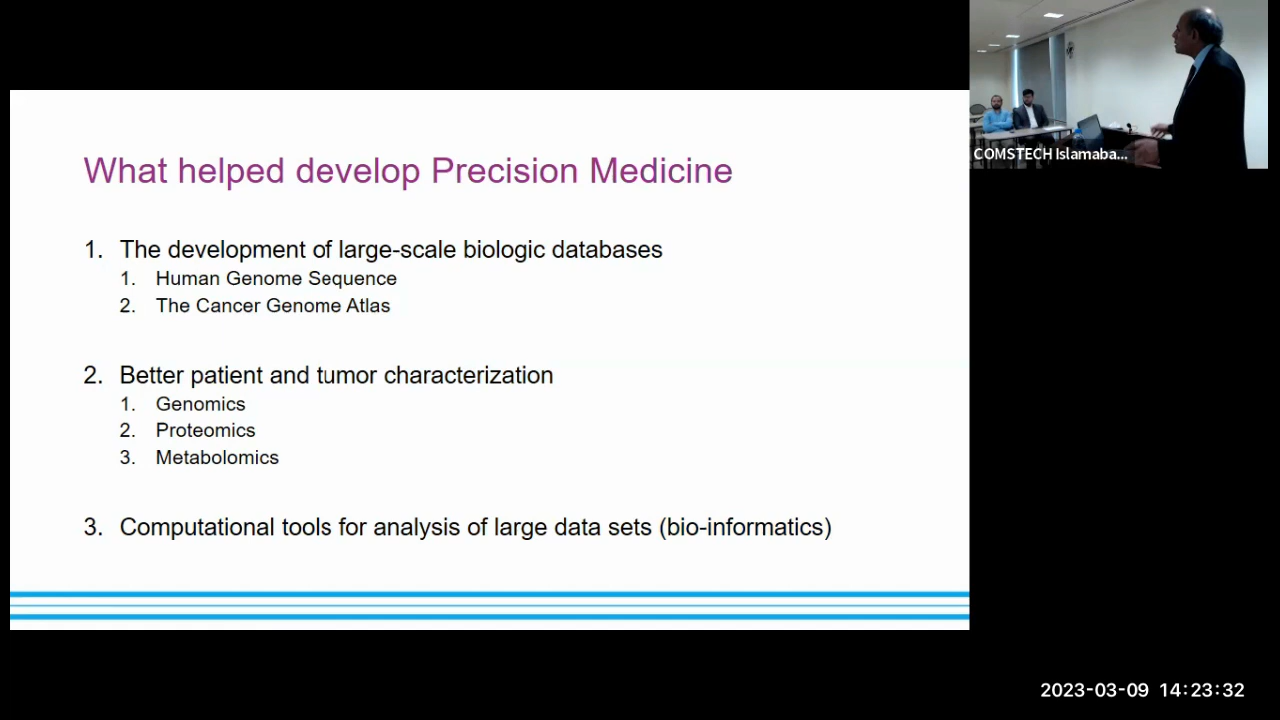 What helped develop Precision Medicine
1. The development of large-scale biologic databases
1. Human Genome Sequence
2. The Cancer Genome Atlas
2. Better patient and tumor characterization
1. Genomics
2. Proteomics
3. Metabolomics
3. Computational tools for analysis of large data sets (bio-informatics)
COMSTECH Islamaba...
2023-03-09 14:23:32